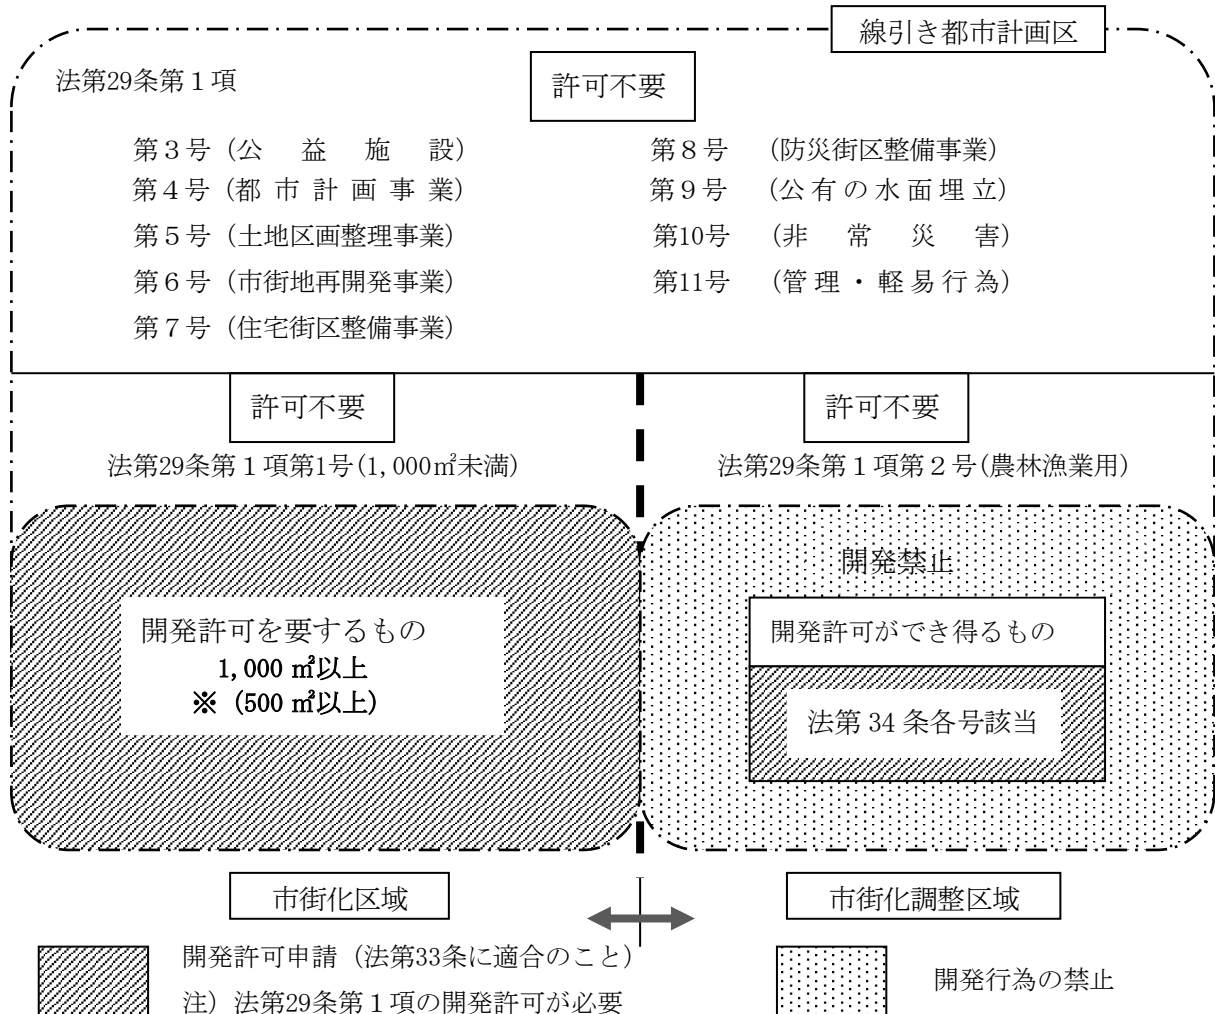 線引き都市計画区
法第29条第１項
許可不要
第３号（公　益　施　設）
第４号（都 市 計 画 事 業）
第５号（土地区画整理事業）
第６号（市街地再開発事業）
第７号（住宅街区整備事業）
第８号　（防災街区整備事業）
第９号　（公有の水面埋立）
第10号　（非　常　災　害）
第11号　（管理・軽易行為）
許可不要
法第29条第１項第1号(1,000㎡未満)
開発許可を要するもの
1,000 ㎡以上
※（500 ㎡以上）
許可不要
法第29条第１項第２号(農林漁業用)
開発禁止
開発許可ができ得るもの
法第 34 条各号該当
市街化区域
市街化調整区域
開発許可申請（法第33条に適合のこと）
注）法第29条第１項の開発許可が必要
開発行為の禁止